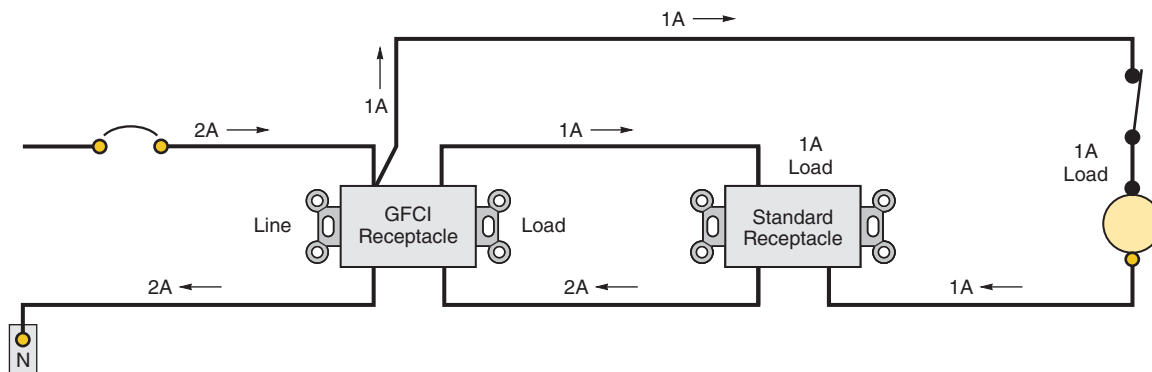 1A
1A
2A
1A
1A
Load
1A
Load
Line
GFCI
Receptacle
Load
Standard
Receptacle
2A
2A
1A
N